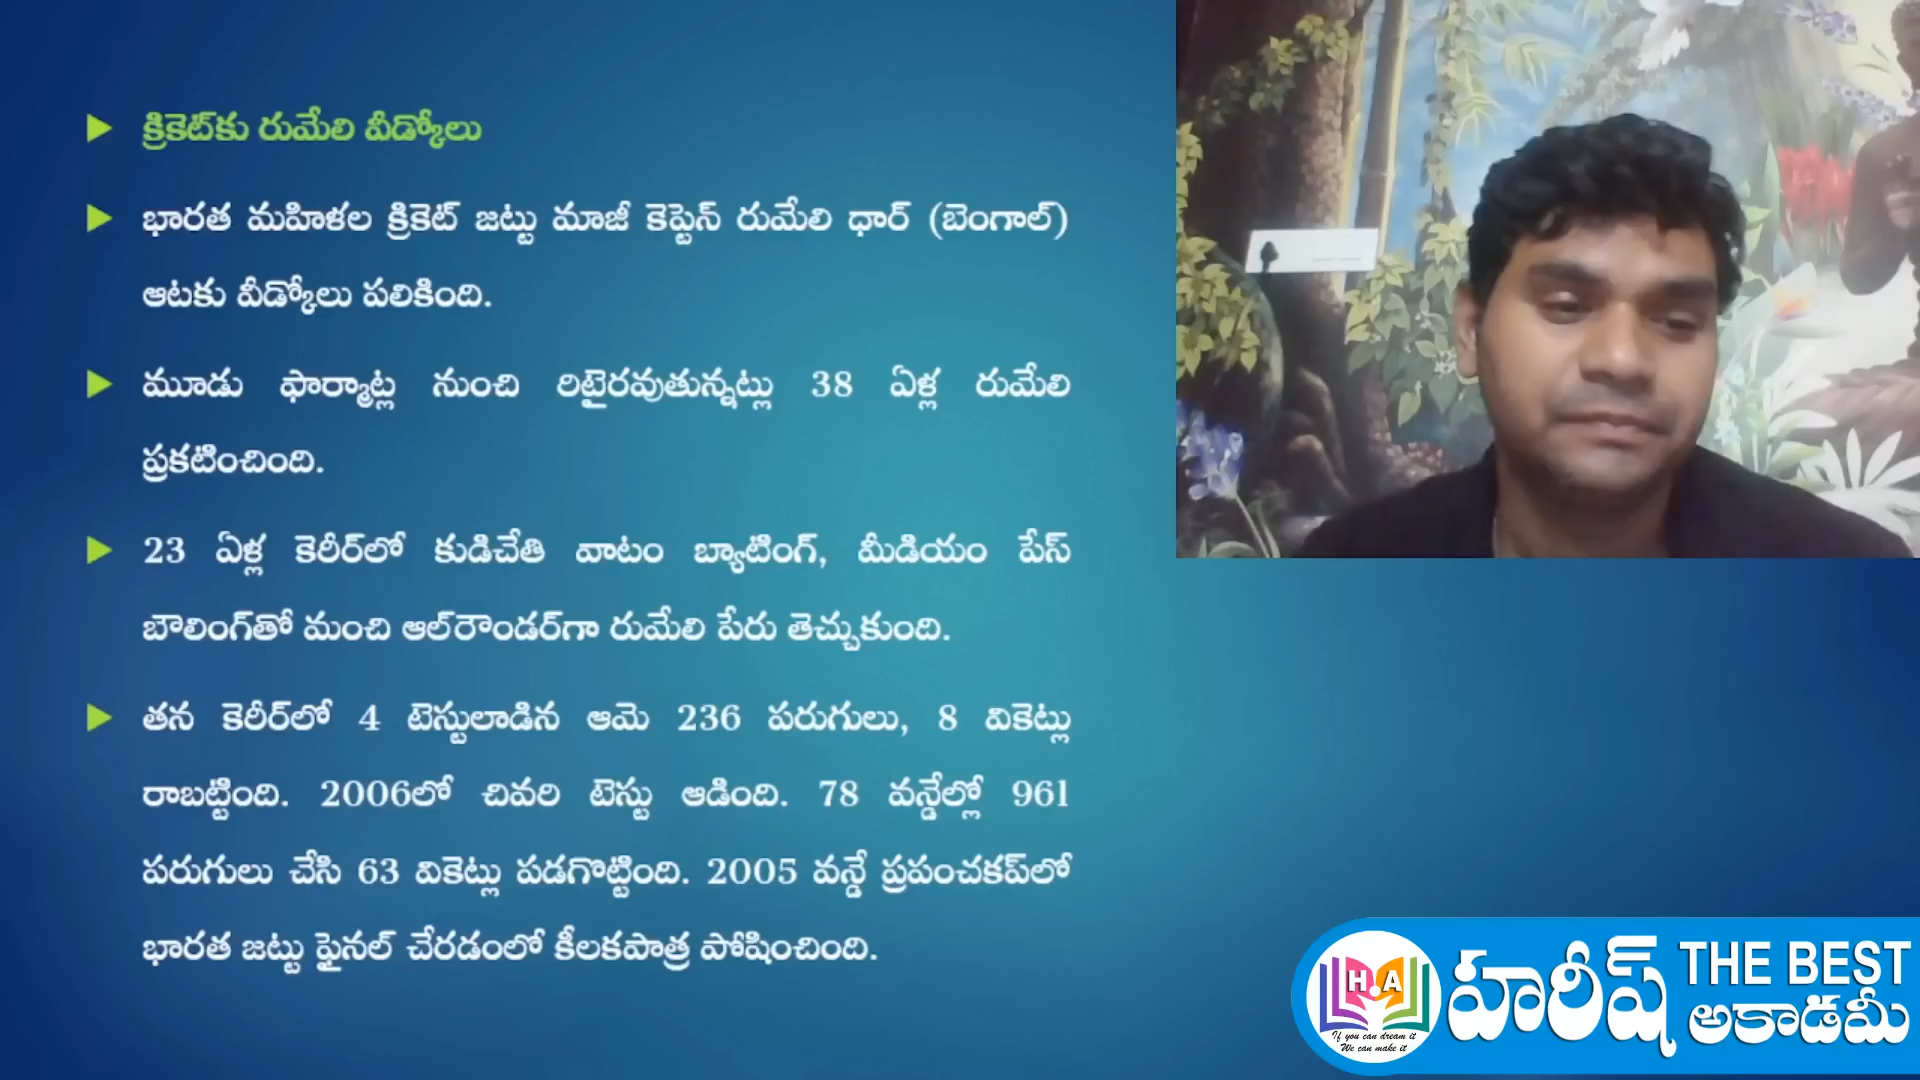 క్రికెట్‌కు రుమేలి వీడ్కోలు
భారత మహిళల క్రికెట్ జట్టు మాజీ కెప్టెన్ రుమేలి ధార్ (బెంగాల్)
ఆటకు వీడ్కోలు పలికింది.
మూడు ఫార్మాట్ల నుంచి రిటైరవుతున్నట్లు 38 ఏళ్ల రుమేలి
ప్రకటించింది.
23 ఏళ్ల కెరీర్‌లో కుడిచేతి వాటం బ్యాటింగ్, మీడియం పేస్
బౌలింగ్‌తో మంచి ఆల్‌రౌండర్‌గా రుమేలి పేరు తెచ్చుకుంది.
తన కెరీర్‌లో 4 టెస్టులాడిన ఆమె 236 పరుగులు, 8 వికెట్లు
రాబట్టింది. 2006లో చివరి టెస్టు ఆడింది. 78 వన్డేల్లో 961
పరుగులు చేసి 63 వికెట్లు పడగొట్టింది. 2005 వన్డే ప్రపంచకప్‌లో
భారత జట్టు ఫైనల్ చేరడంలో కీలకపాత్ర పోషించింది.
H.A
If you can dream it
We can make it
హరీష్ THE BEST
అకాడమీ